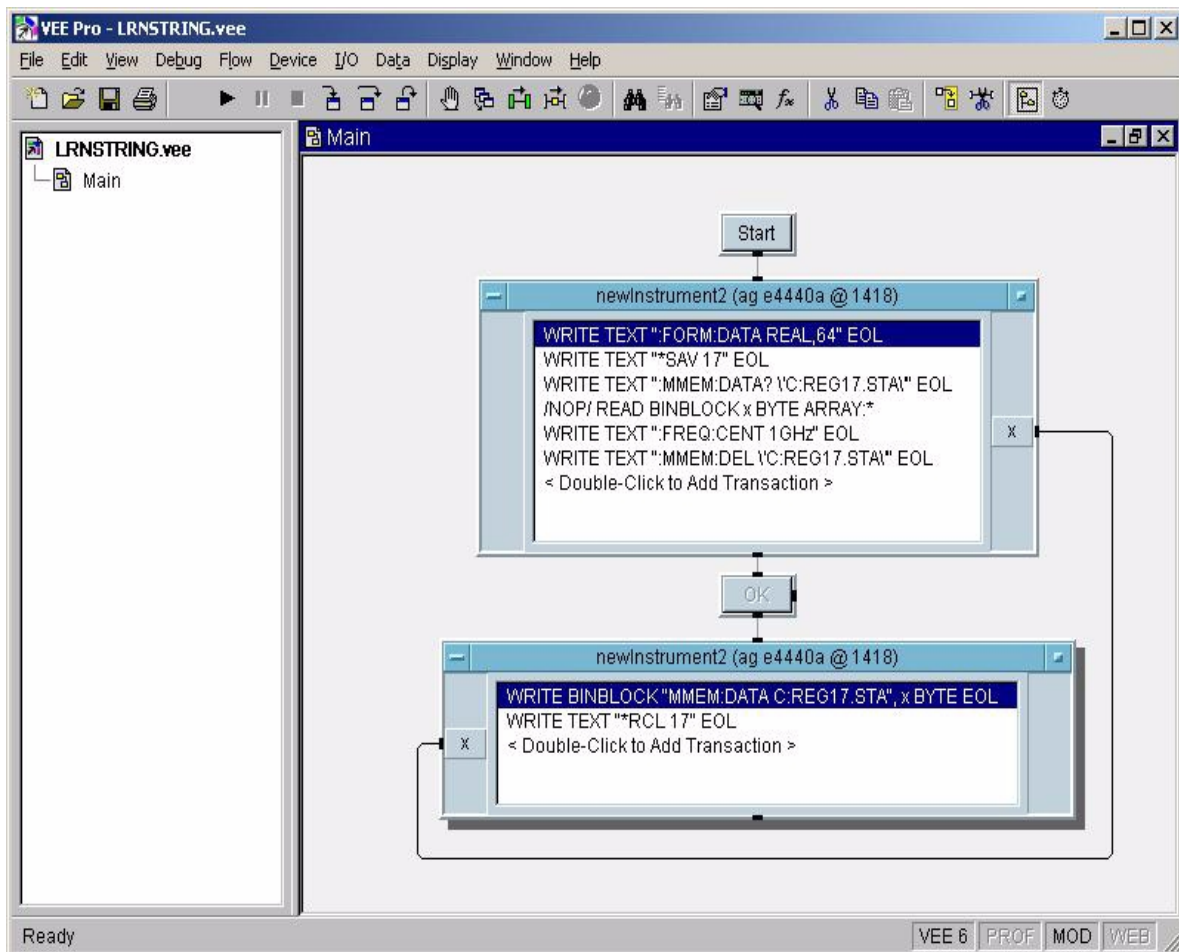 VEE Pro - LRNSTRING.vee
File Edit View Debug Flow Device I/O Data Display Window Help
LRNSTRING.vee
Main
Main
Start
newInstrument2 (ag e4440a @ 1418)
WRITE TEXT ":FORM:DATA REAL,64" EOL
WRITE TEXT "*SAV 17" EOL
WRITE TEXT ":MMEM:DATA? \'C:REG17.STA\'" EOL
/NOP/ READ BINBLOCK x BYTE ARRAY:*
WRITE TEXT ":FREQ:CENT 1GHz" EOL
WRITE TEXT ":MMEM:DEL \'C:REG17.STA\'" EOL
< Double-Click to Add Transaction >
X
OK
newInstrument2 (ag e4440a @ 1418)
WRITE BINBLOCK "MMEM:DATA C:REG17.STA", x BYTE EOL
WRITE TEXT "*RCL 17" EOL
< Double-Click to Add Transaction >
X
Ready
VEE 6 PROF MOD WEB